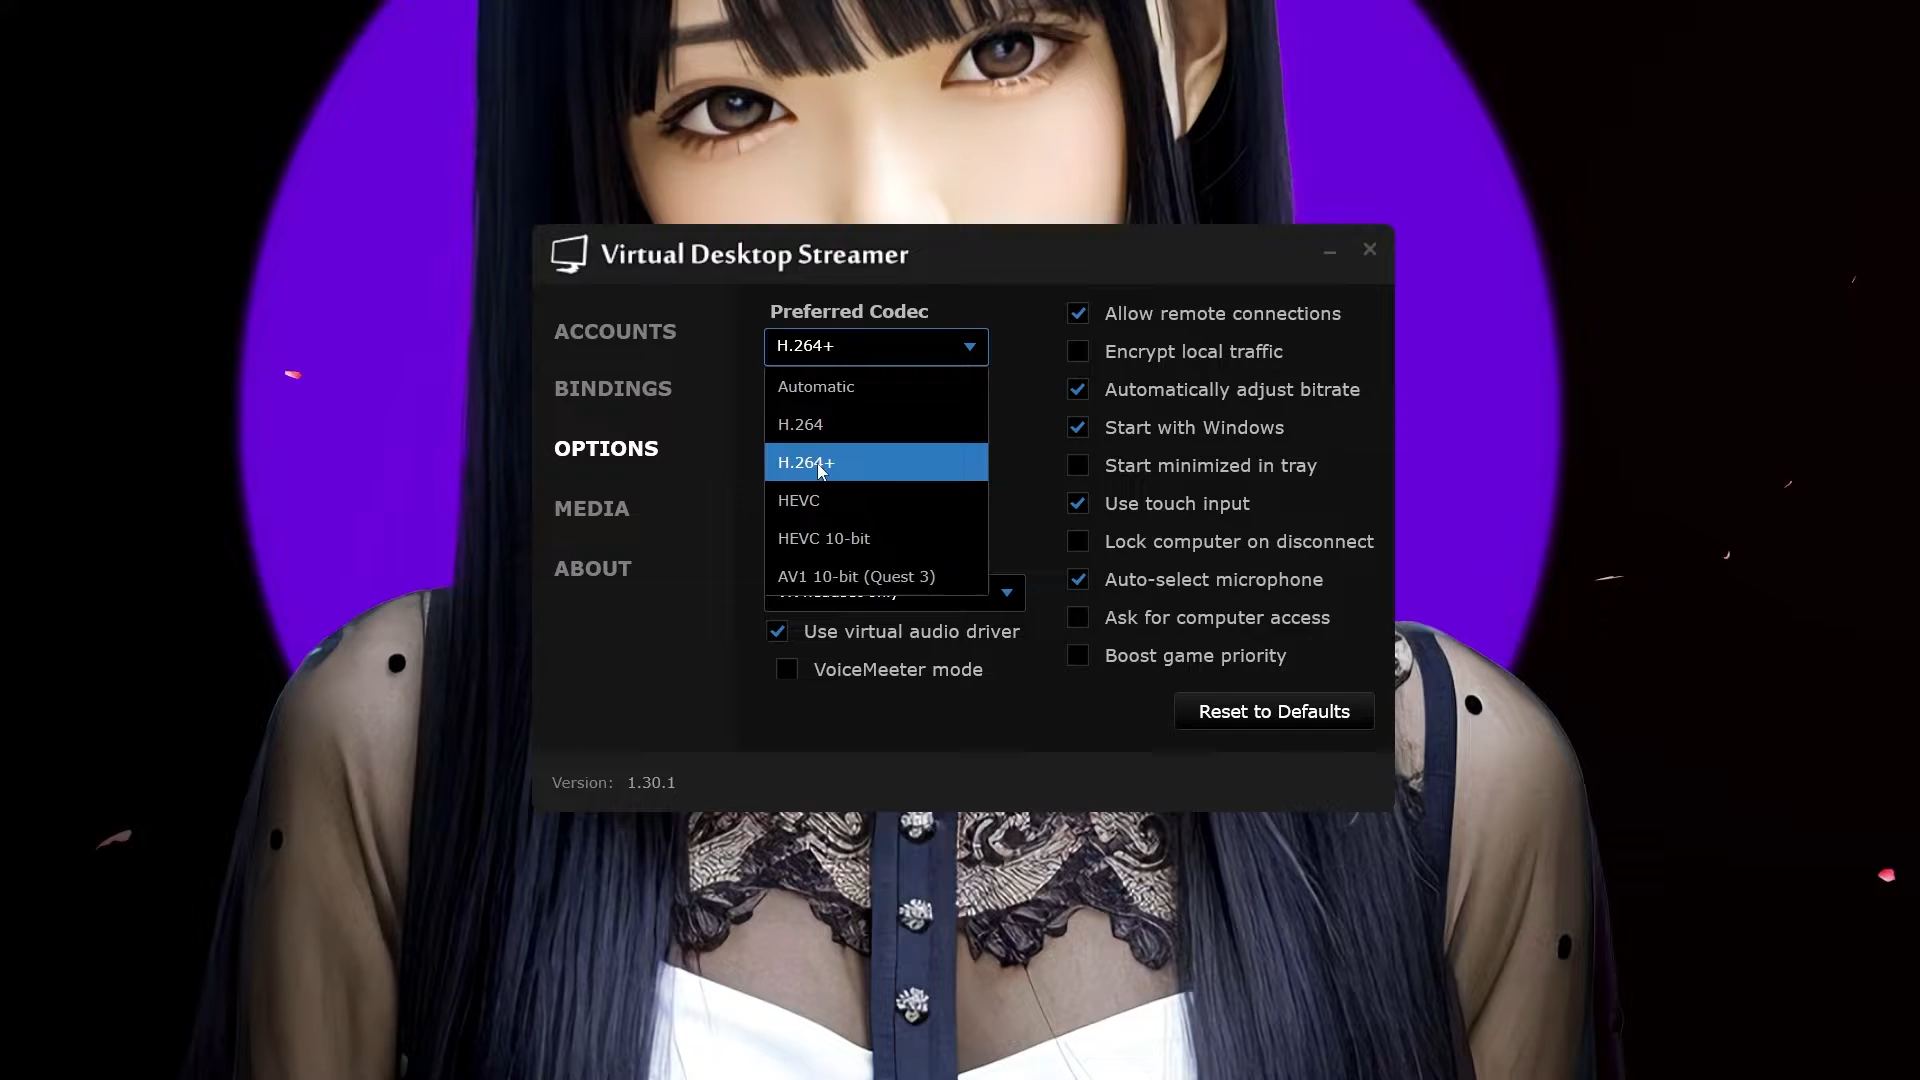 Virtual Desktop Streamer
ACCOUNTS
BINDINGS
OPTIONS
MEDIA
ABOUT
Preferred Codec
H.264+
Automatic
H.264
H.264+
HEVC
HEVC 10-bit
AV1 10-bit (Quest 3)
Use virtual audio driver
VoiceMeeter mode
Allow remote connections
Encrypt local traffic
Automatically adjust bitrate
Start with Windows
Start minimized in tray
Use touch input
Lock computer on disconnect
Auto-select microphone
Ask for computer access
Boost game priority
Reset to Defaults
Version: 1.30.1